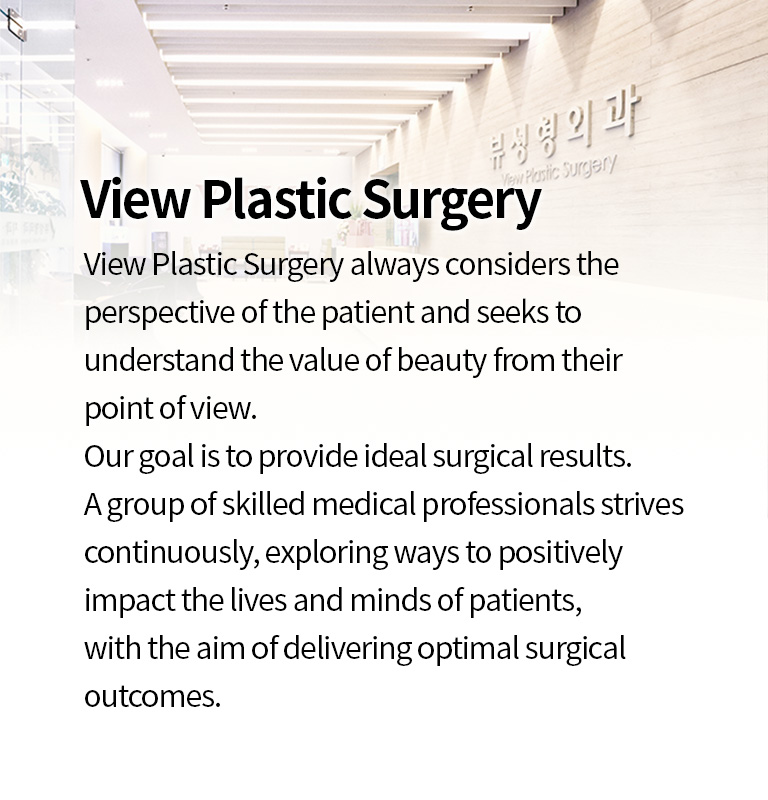 뷰성형외과
View Plastic Surgery
View Plastic Surgery
View Plastic Surgery always considers the
perspective of the patient and seeks to
understand the value of beauty from their
point of view.
Our goal is to provide ideal surgical results.
A group of skilled medical professionals strives
continuously, exploring ways to positively
impact the lives and minds of patients,
with the aim of delivering optimal surgical
outcomes.